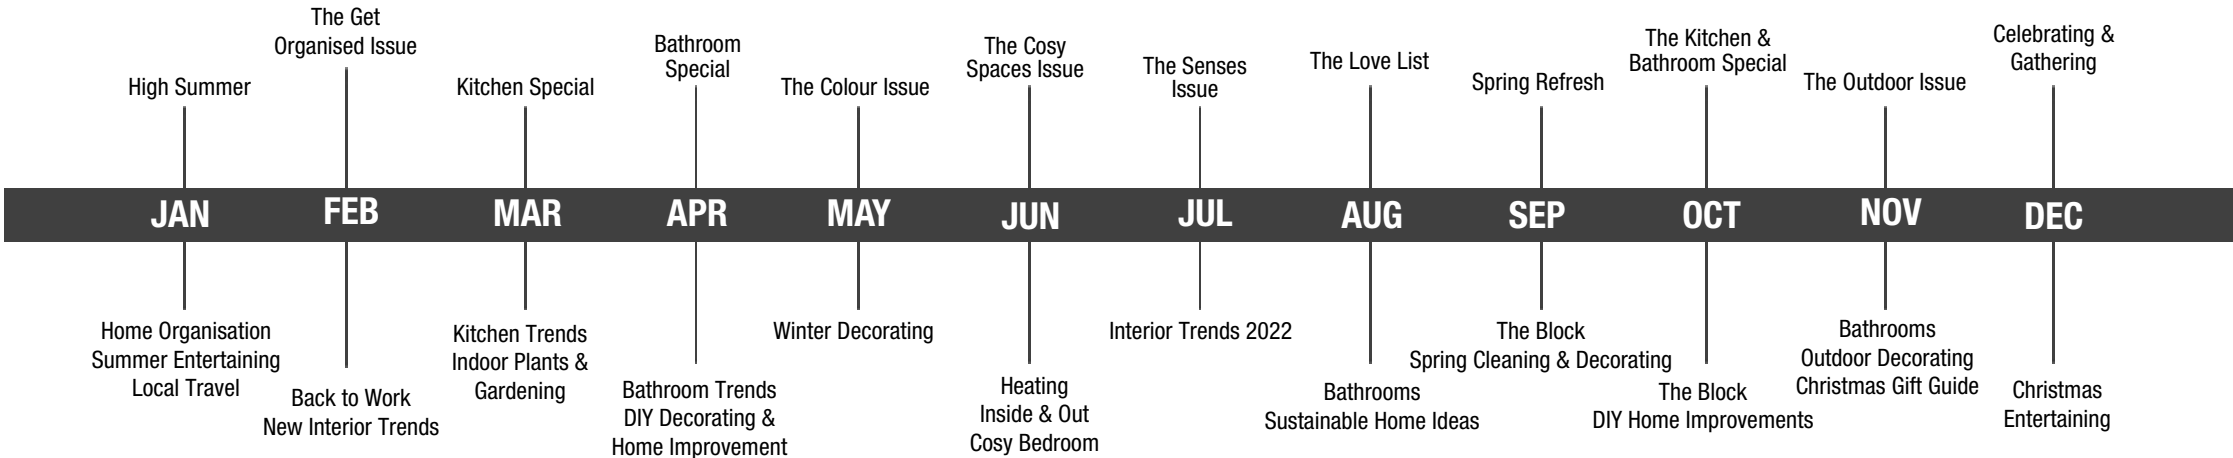 The Get
Organised Issue
High Summer
Kitchen Special
Bathroom
Special
The Colour Issue
The Cosy
Spaces Issue
The Senses
Issue
The Love List
Spring Refresh
The Kitchen &
Bathroom Special
The Outdoor Issue
Celebrating &
Gathering
JAN
FEB
MAR
APR
MAY
JUN
JUL
AUG
SEP
OCT
NOV
DEC
Home Organisation
Summer Entertaining
Local Travel
Back to Work
New Interior Trends
Kitchen Trends
Indoor Plants &
Gardening
Bathroom Trends
DIY Decorating &
Home Improvement
Winter Decorating
Heating
Inside & Out
Cosy Bedroom
Interior Trends 2022
Bathrooms
Sustainable Home Ideas
The Block
Spring Cleaning & Decorating
The Block
DIY Home Improvements
Bathrooms
Outdoor Decorating
Christmas Gift Guide
Christmas
Entertaining